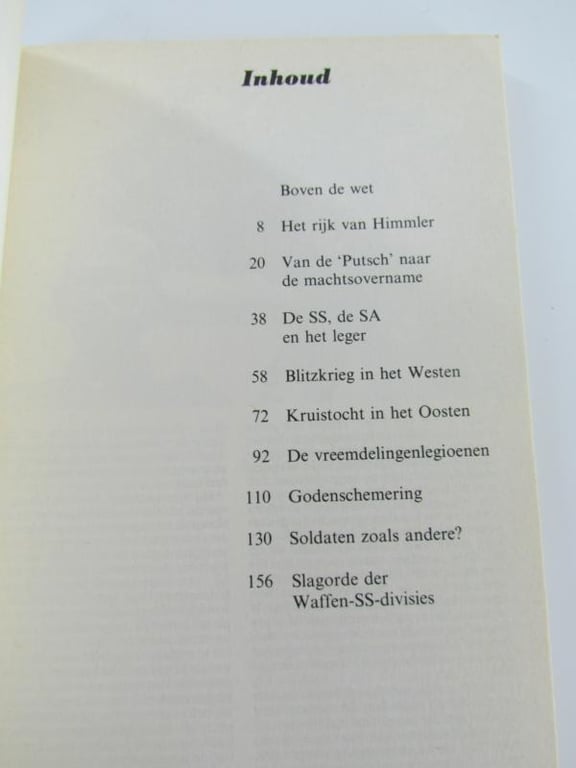 Inhoud
Boven de wet
8 Het rijk van Himmler
20 Van de ‘Putsch’ naar
de machtsovername
38 De SS, de SA
en het leger
58 Blitzkrieg in het Westen
72 Kruistocht in het Oosten
92 De vreemdelingenlegioenen
110 Godenschemering
130 Soldaten zoals andere?
156 Slagorde der
Waffen-SS-divisies